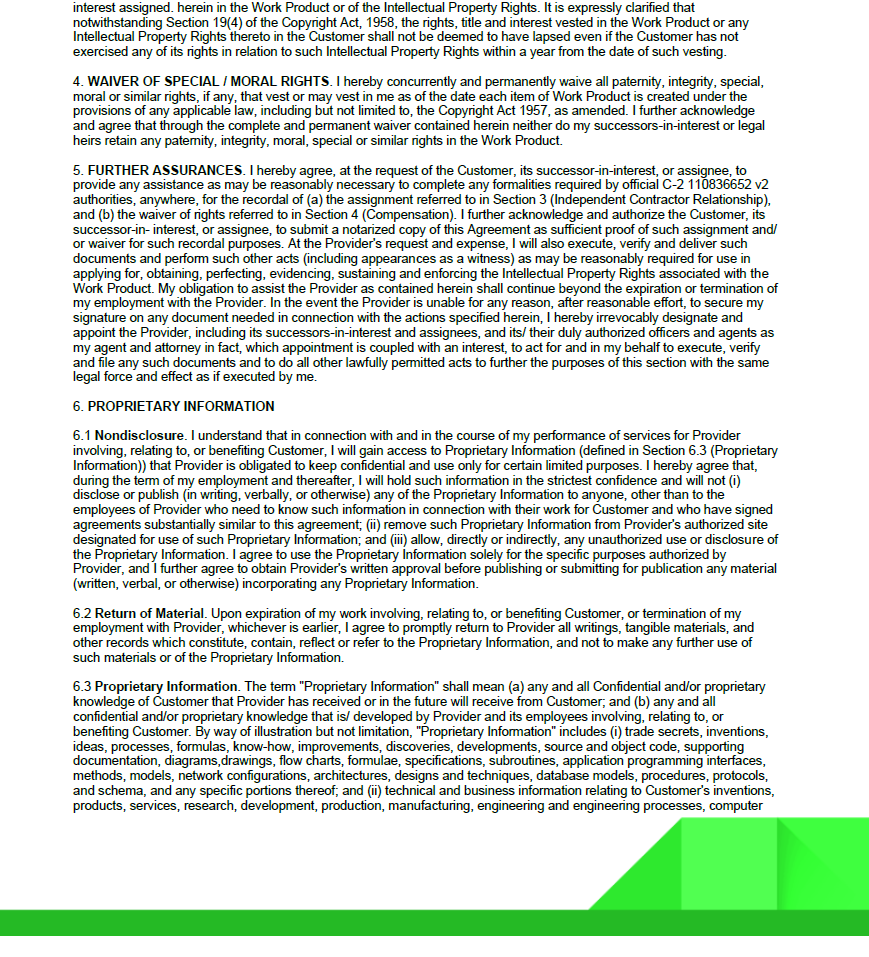 interest assigned. herein in the Work Product or of the Intellectual Property Rights. It is expressly clarified that
notwithstanding Section 19(4) of the Copyright Act, 1958, the rights, title and interest vested in the Work Product or any
Intellectual Property Rights thereto in the Customer shall not be deemed to have lapsed even if the Customer has not
exercised any of its rights in relation to such Intellectual Property Rights within a year from the date of such vesting.
4. WAIVER OF SPECIAL / MORAL RIGHTS. I hereby concurrently and permanently waive all paternity, integrity, special,
moral or similar rights, if any, that vest or may vest in me as of the date each item of Work Product is created under the
provisions of any applicable law, including but not limited to, the Copyright Act 1957, as amended. I further acknowledge
and agree that through the complete and permanent waiver contained herein neither do my successors-in-interest or legal
heirs retain any paternity, integrity, moral, special or similar rights in the Work Product.
5. FURTHER ASSURANCES. I hereby agree, at the request of the Customer, its successor-in-interest, or assignee, to
provide any assistance as may be reasonably necessary to complete any formalities required by official C-2 110836652 v2
authorities, anywhere, for the recordal of (a) the assignment referred to in Section 3 (Independent Contractor Relationship),
and (b) the waiver of rights referred to in Section 4 (Compensation). I further acknowledge and authorize the Customer, its
successor-in- interest, or assignee, to submit a notarized copy of this Agreement as sufficient proof of such assignment and/
or waiver for such recordal purposes. At the Provider's request and expense, I will also execute, verify and deliver such
documents and perform such other acts (including appearances as a witness) as may be reasonably required for use in
applying for, obtaining, perfecting, evidencing, sustaining and enforcing the Intellectual Property Rights associated with the
Work Product. My obligation to assist the Provider as contained herein shall continue beyond the expiration or termination of
my employment with the Provider. In the event the Provider is unable for any reason, after reasonable effort, to secure my
signature on any document needed in connection with the actions specified herein, I hereby irrevocably designate and
appoint the Provider, including its successors-in-interest and assignees, and its/ their duly authorized officers and agents as
my agent and attorney in fact, which appointment is coupled with an interest, to act for and in my behalf to execute, verify
and file any such documents and to do all other lawfully permitted acts to further the purposes of this section with the same
legal force and effect as if executed by me.
6. PROPRIETARY INFORMATION
6.1 Nondisclosure. I understand that in connection with and in the course of my performance of services for Provider
involving, relating to, or benefiting Customer, I will gain access to Proprietary Information (defined in Section 6.3 (Proprietary
Information)) that Provider is obligated to keep confidential and use only for certain limited purposes. I hereby agree that,
during the term of my employment and thereafter, I will hold such information in the strictest confidence and will not (i)
disclose or publish (in writing, verbally, or otherwise) any of the Proprietary Information to anyone, other than to the
employees of Provider who need to know such information in connection with their work for Customer and who have signed
agreements substantially similar to this agreement; (ii) remove such Proprietary Information from Provider's authorized site
designated for use of such Proprietary Information; and (iii) allow, directly or indirectly, any unauthorized use or disclosure of
the Proprietary Information. I agree to use the Proprietary Information solely for the specific purposes authorized by
Provider, and I further agree to obtain Provider's written approval before publishing or submitting for publication any material
(written, verbal, or otherwise) incorporating any Proprietary Information.
6.2 Return of Material. Upon expiration of my work involving, relating to, or benefiting Customer, or termination of my
employment with Provider, whichever is earlier, I agree to promptly return to Provider all writings, tangible materials, and
other records which constitute, contain, reflect or refer to the Proprietary Information, and not to make any further use of
such materials or of the Proprietary Information.
6.3 Proprietary Information. The term "Proprietary Information" shall mean (a) any and all Confidential and/or proprietary
knowledge of Customer that Provider has received or in the future will receive from Customer; and (b) any and all
confidential and/or proprietary knowledge that is/ developed by Provider and its employees involving, relating to, or
benefiting Customer. By way of illustration but not limitation, "Proprietary Information" includes (i) trade secrets, inventions,
ideas, processes, formulas, know-how, improvements, discoveries, developments, source and object code, supporting
documentation, diagrams,drawings, flow charts, formulae, specifications, subroutines, application programming interfaces,
methods, models, network configurations, architectures, designs and techniques, database models, procedures, protocols,
and schema, and any specific portions thereof; and (ii) technical and business information relating to Customer's inventions,
products, services, research, development, production, manufacturing, engineering and engineering processes, computer